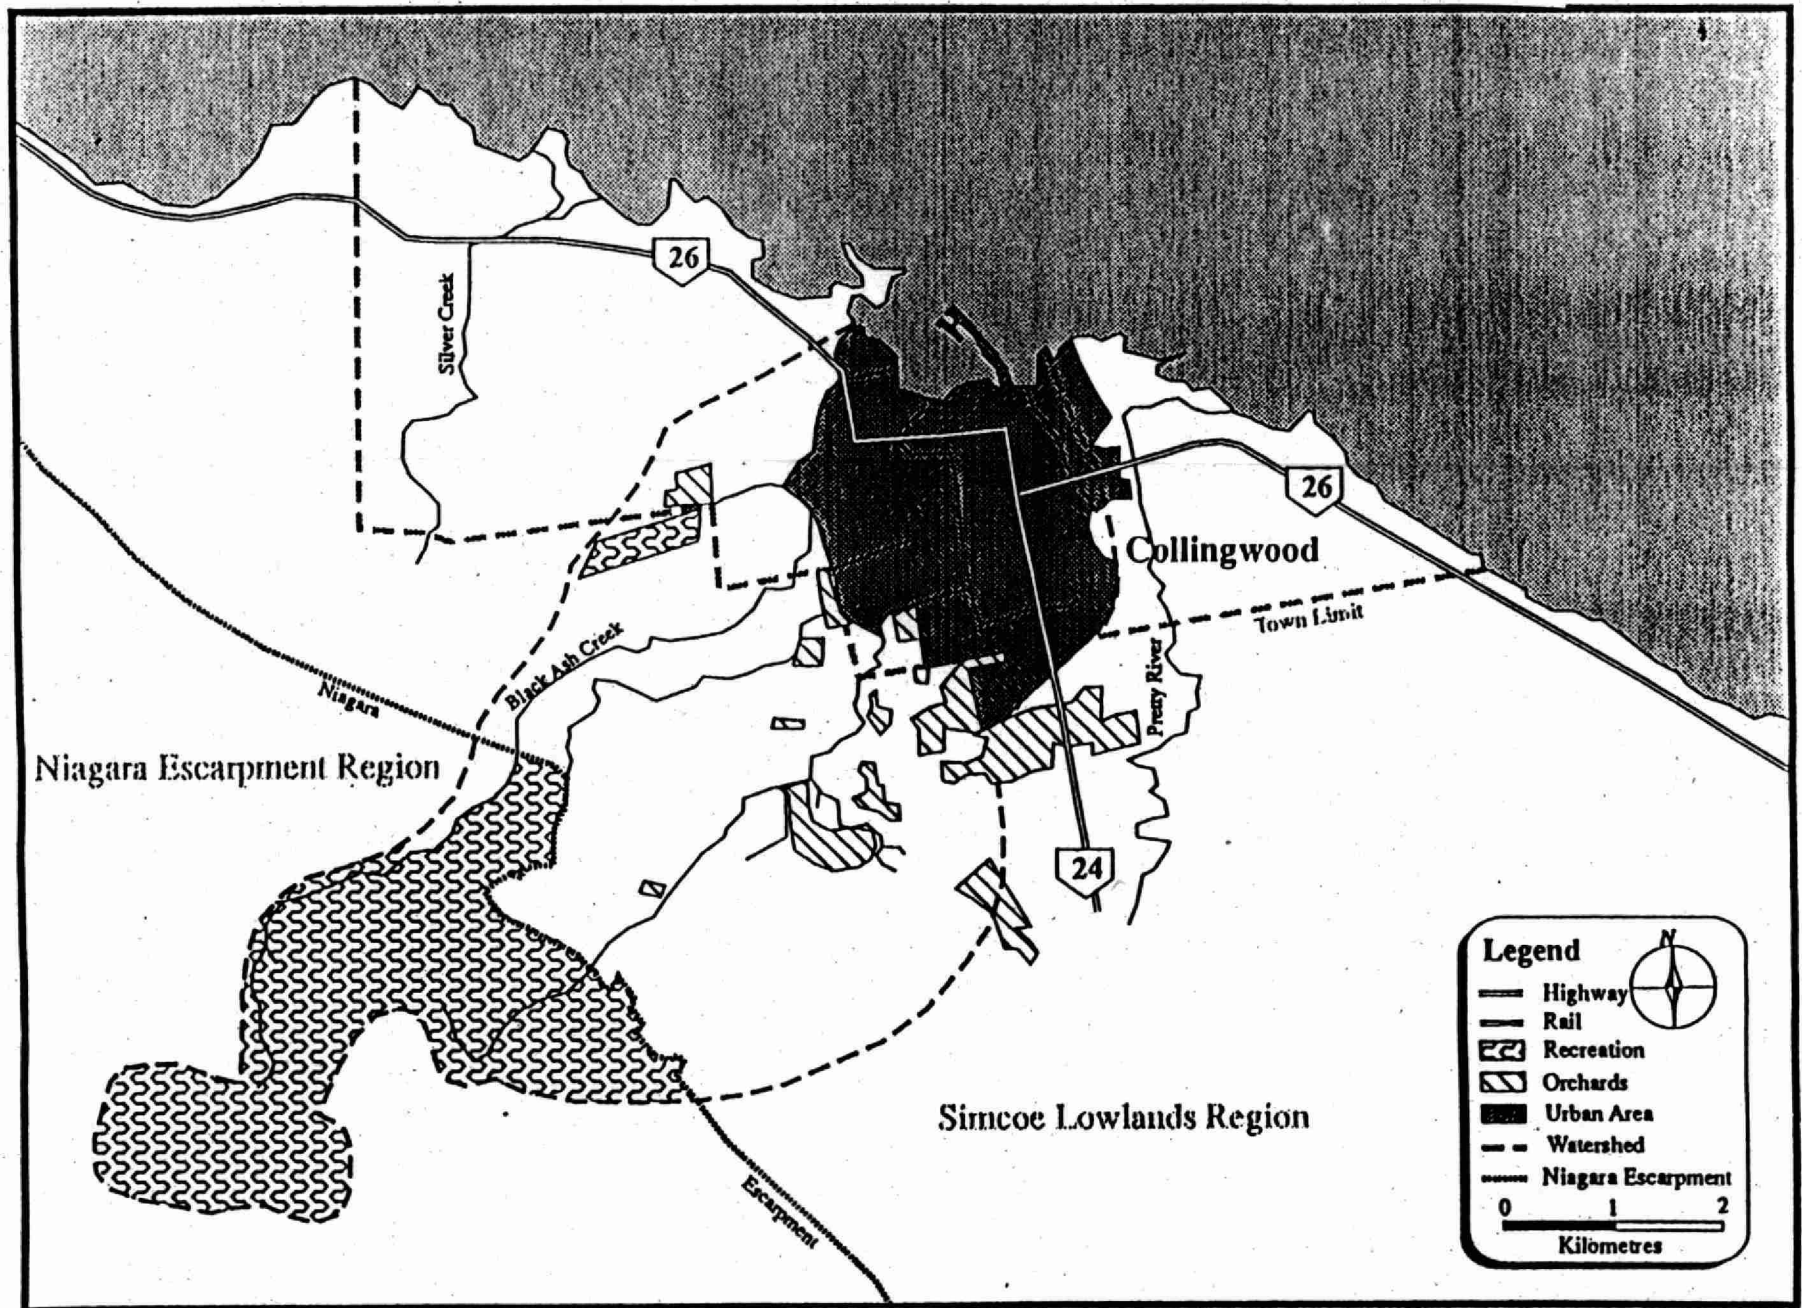 26
Silver Creek
26
Collingwood
Town Limit
Black Ash Creek
Pretty River
Niagara
Niagara Escarpment Region
24
Simcoe Lowlands Region
Escarpment
Legend
N
Highway
Rail
Recreation
Orchards
Urban Area
Watershed
Niagara Escarpment
0 1 2
Kilometres